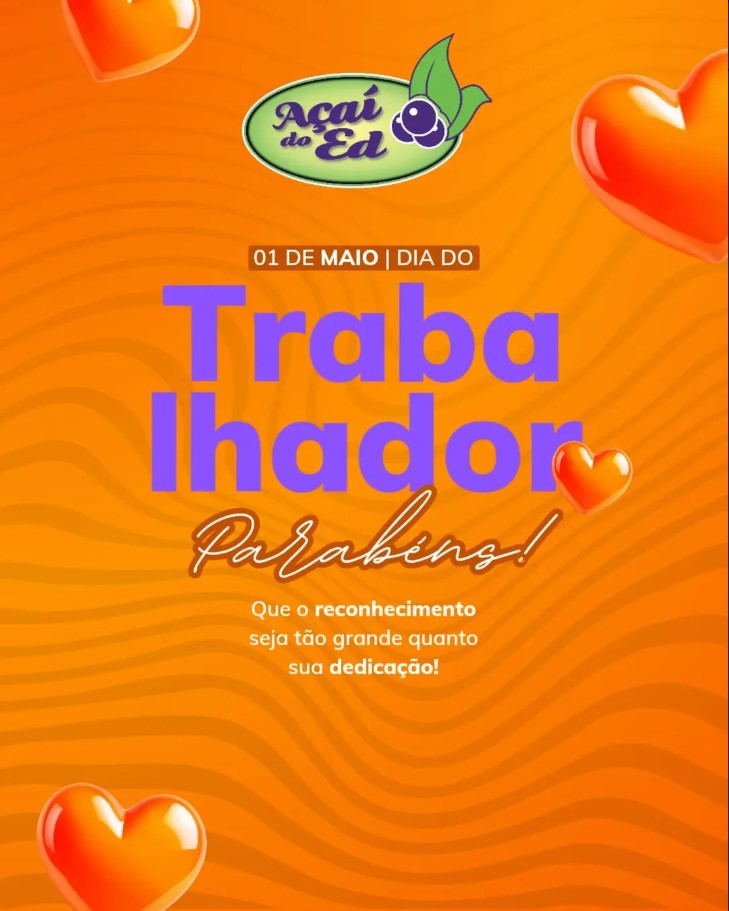 Açaí
do Ed
01 DE MAIO | DIA DO
Traba
lhador
Parabéns!
Que o reconhecimento
seja tão grande quanto
sua dedicação!